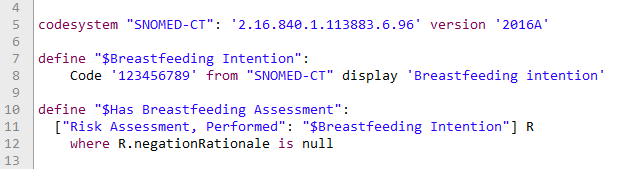 4
5 codesystem "SNOMED-CT": '2.16.840.1.113883.6.96' version '2016A'
6
7 define "$Breastfeeding Intention":
8 Code '123456789' from "SNOMED-CT" display 'Breastfeeding intention'
9
10 define "$Has Breastfeeding Assessment":
11 ["Risk Assessment, Performed": "$Breastfeeding Intention"] R
12 where R.negationRationale is null
13